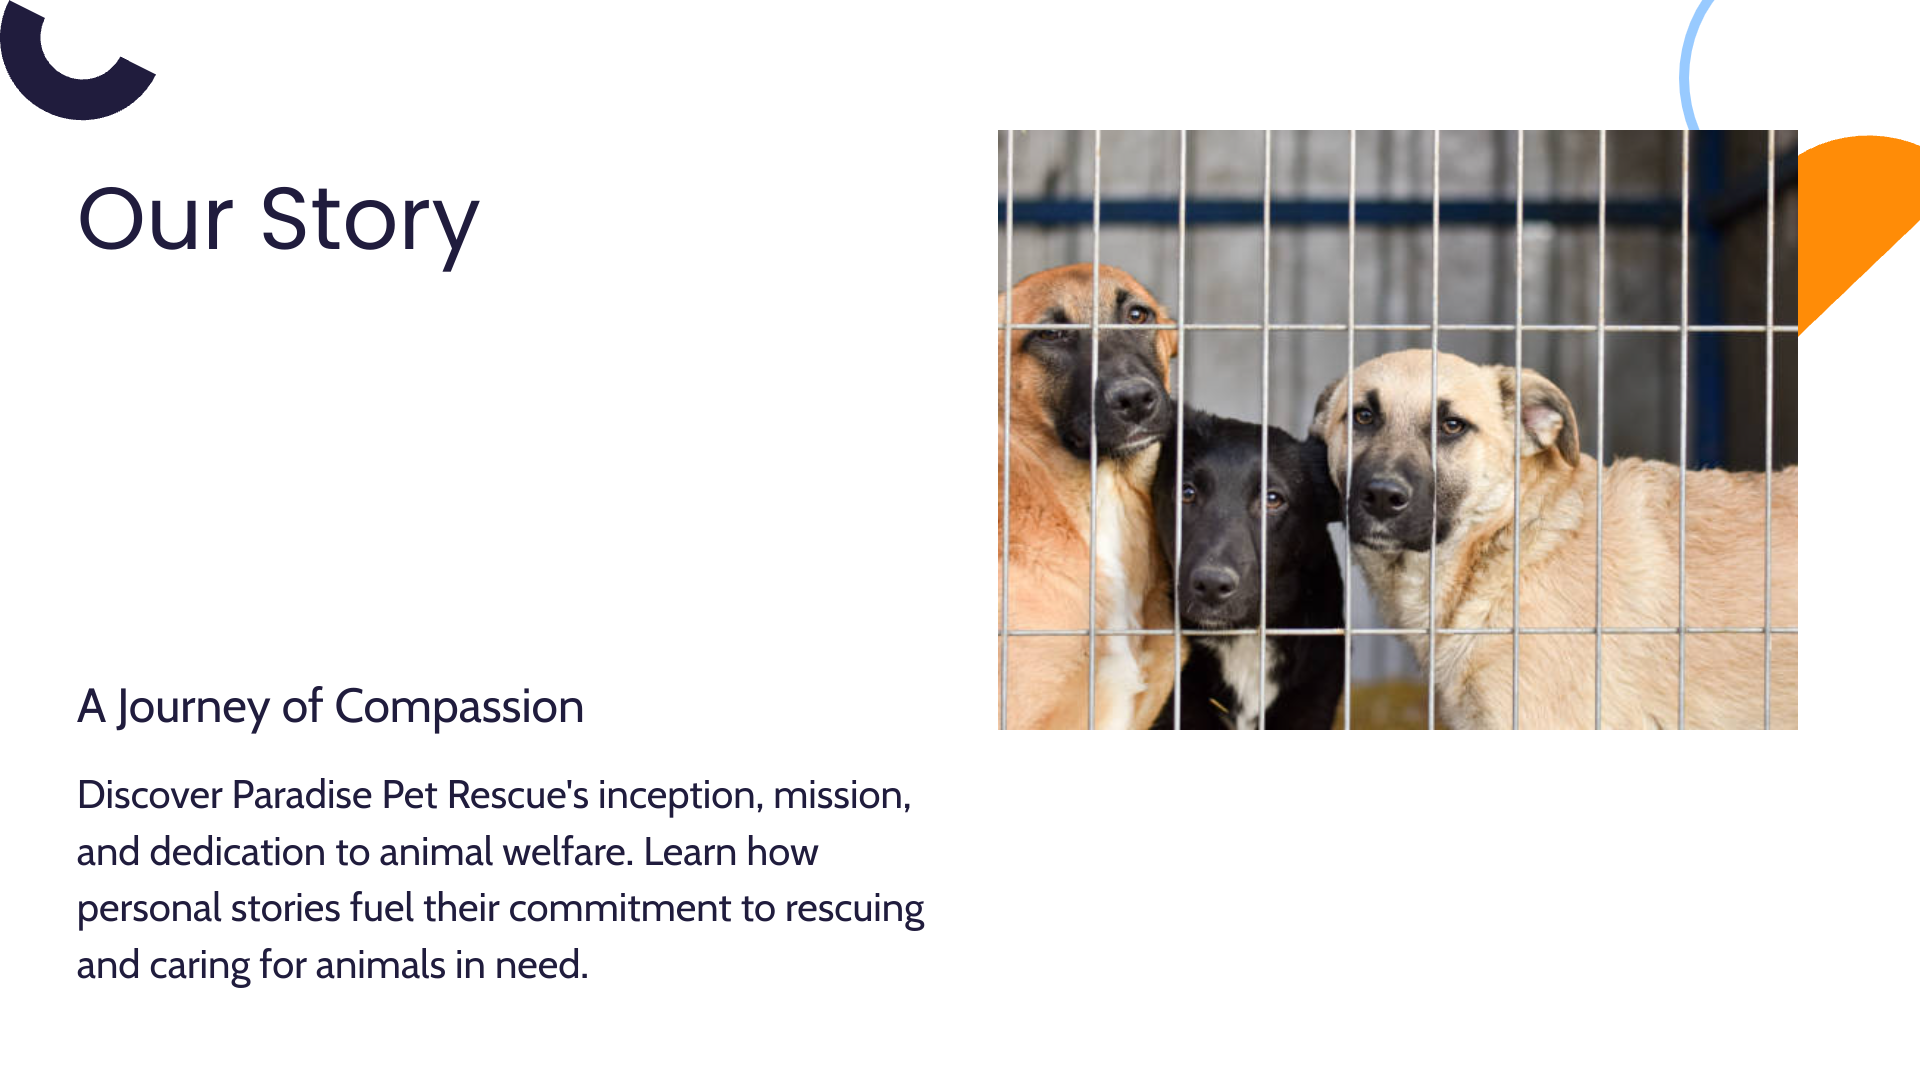 Our Story
A Journey of Compassion
Discover Paradise Pet Rescue's inception, mission,
and dedication to animal welfare. Learn how
personal stories fuel their commitment to rescuing
and caring for animals in need.